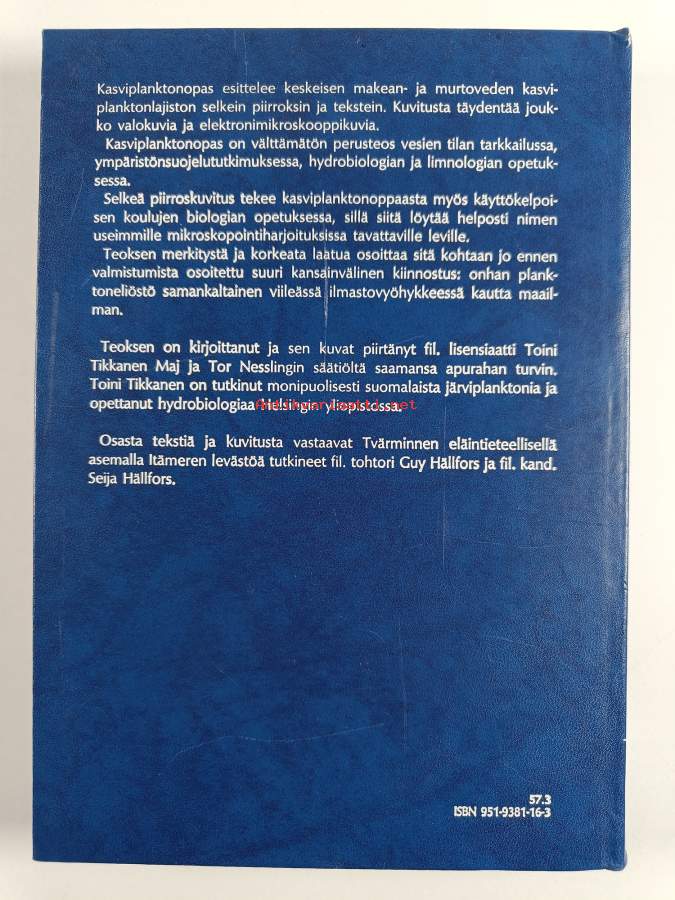 Kasviplanktonopas esittelee keskeisen makean- ja murtoveden kasvi-
planktonlajiston selkein piirroksin ja tekstein. Kuvitusta täydentää jouk-
ko valokuvia ja elektronimikroskooppikuvia.
Kasviplanktonopas on välttämätön perusteos vesien tilan tarkkailussa,
ympäristönsuojelututkimuksessa, hydrobiologian ja limnologian opetuk-
sessa.
Selkeä piirroskuvitus tekee kasviplanktonoppaasta myös käyttökelpoi-
sen koulujen biologian opetuksessa, sillä siitä löytää helposti nimen
useimmille mikroskopointiharjoituksissa tavattaville leville.
Teoksen merkitystä ja korkeata laatua osoittaa sitä kohtaan jo ennen
valmistumista osoitettu suuri kansainvälinen kiinnostus: onhan plank-
toneliöstö samankaltainen viileässä ilmastovyöhykkeessä kautta maail-
man.
Teoksen on kirjoittanut ja sen kuvat piirtänyt fil. lisensiaatti Toini
Tikkanen Maj ja Tor Nesslingin säätiöltä saamansa apurahan turvin.
Toini Tikkanen on tutkinut monipuolisesti suomalaista järviplanktonia ja
opettanut hydrobiologiaa Helsingin yliopistossa.
Antikvariaatti.net
Osasta tekstiä ja kuvitusta vastaavat Tvärminnen eläintieteellisellä
asemalla Itämeren levästöä tutkineet fil. tohtori Guy Hällfors ja fil. kand.
Seija Hällfors.
57.3
ISBN 951-9381-16-3